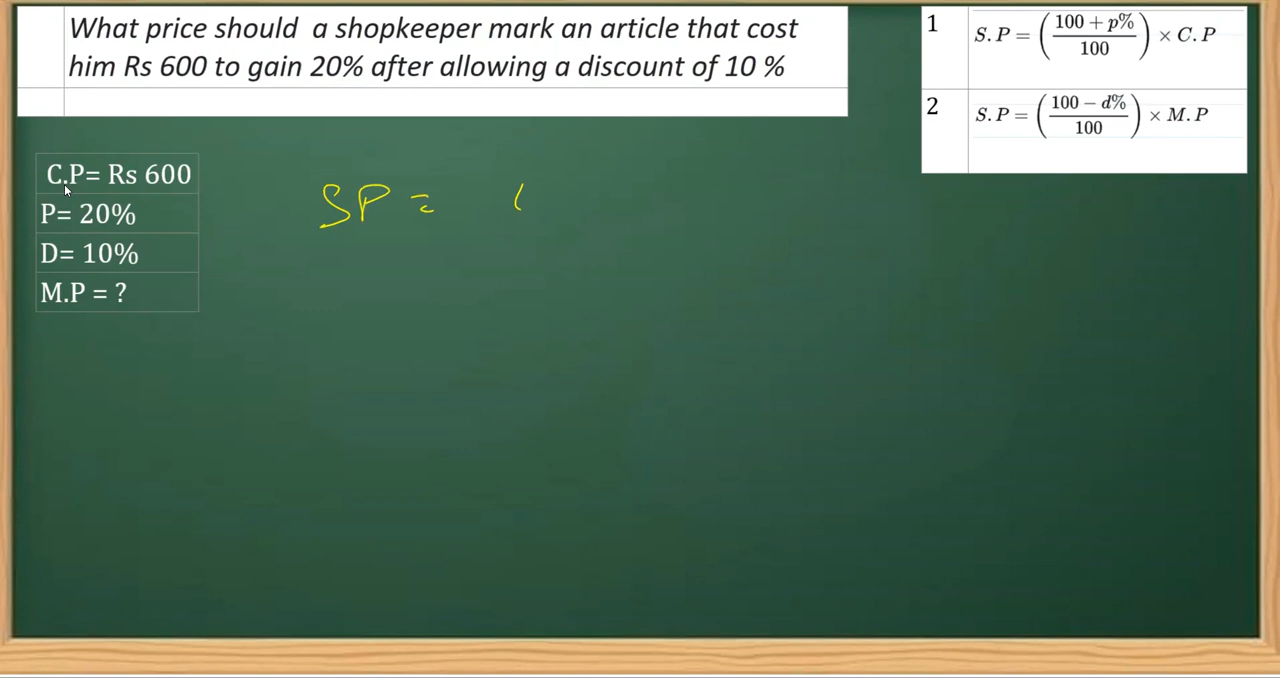 What price should a shopkeeper mark an article that cost
him Rs 600 to gain 20% after allowing a discount of 10 %
1 S.P = (100 + p% / 100) × C.P
2 S.P = (100 − d% / 100) × M.P
C.P= Rs 600
P= 20%
D= 10%
M.P = ?
SP = (